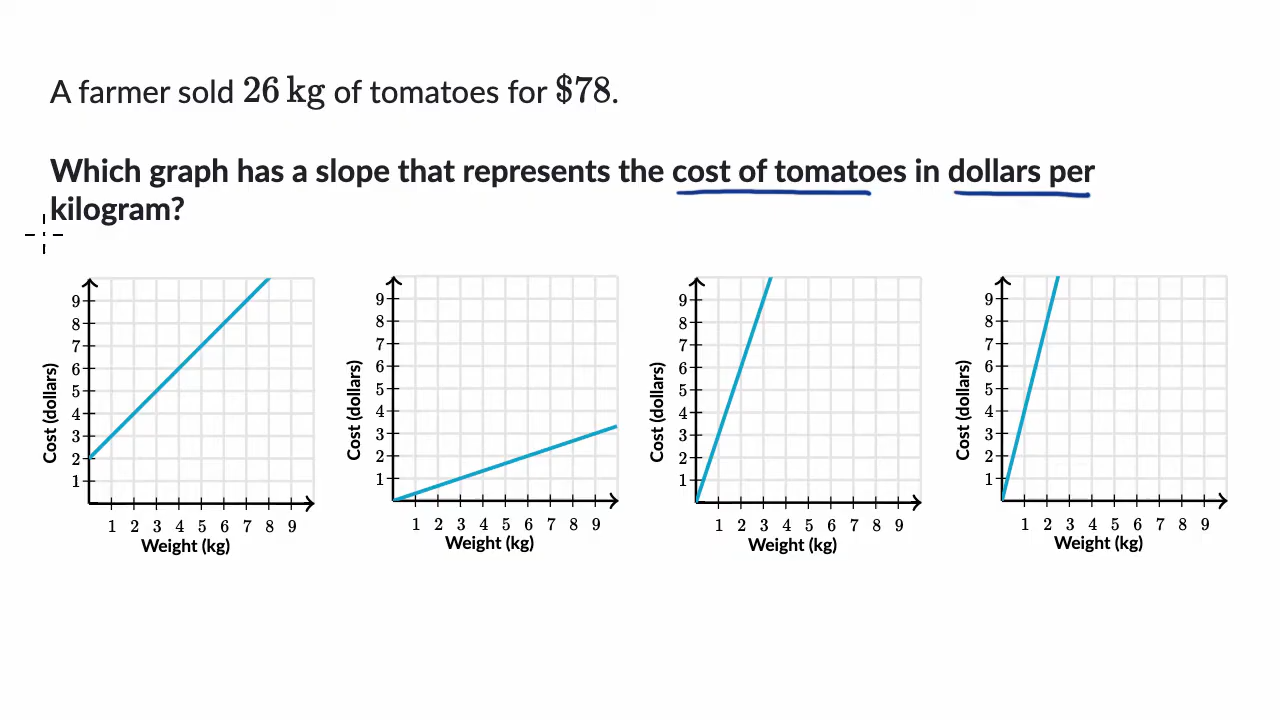 A farmer sold 26 kg of tomatoes for $78.
Which graph has a slope that represents the cost of tomatoes in dollars per
kilogram?
9
8
7
6
5
4
3
2
1
Cost (dollars)
1 2 3 4 5 6 7 8 9
Weight (kg)
9
8
7
6
5
4
3
2
1
Cost (dollars)
1 2 3 4 5 6 7 8 9
Weight (kg)
9
8
7
6
5
4
3
2
1
Cost (dollars)
1 2 3 4 5 6 7 8 9
Weight (kg)
9
8
7
6
5
4
3
2
1
Cost (dollars)
1 2 3 4 5 6 7 8 9
Weight (kg)